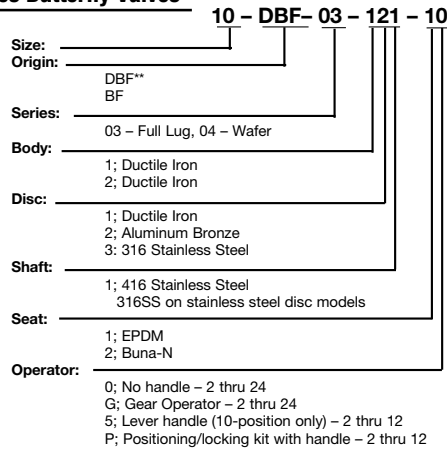 10 – DBF– 03 – 121 – 10
Size:
Origin:
DBF**
BF
Series:
03 – Full Lug, 04 – Wafer
Body:
1; Ductile Iron
2; Ductile Iron
Disc:
1; Ductile Iron
2; Aluminum Bronze
3: 316 Stainless Steel
Shaft:
1; 416 Stainless Steel
316SS on stainless steel disc models
Seat:
1; EPDM
2; Buna-N
Operator:
0; No handle – 2 thru 24
G; Gear Operator – 2 thru 24
5; Lever handle (10-position only) – 2 thru 12
P; Positioning/locking kit with handle – 2 thru 12